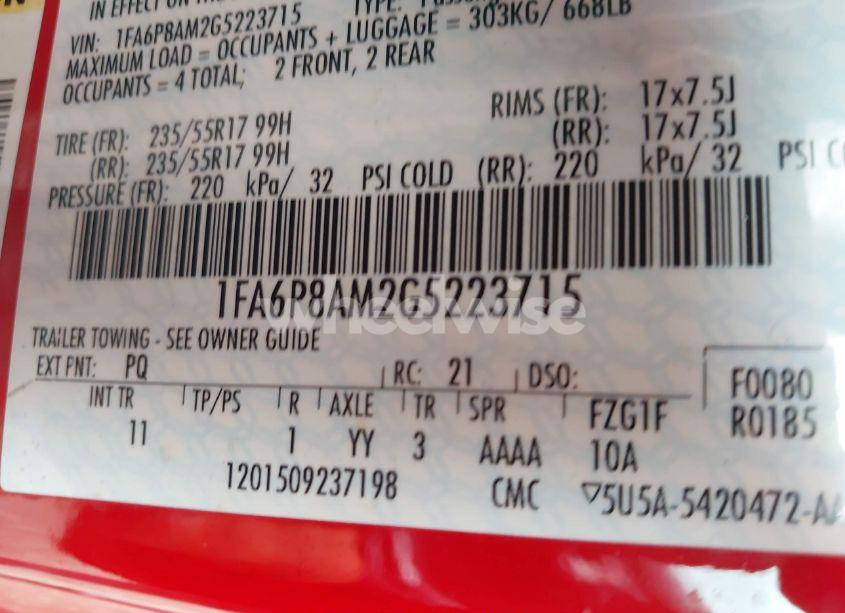 IN EFFECT ON
TYPE:
VIN: 1FA6P8AM2G5223715
MAXIMUM LOAD = OCCUPANTS + LUGGAGE = 303KG/ 668LB
OCCUPANTS = 4 TOTAL; 2 FRONT, 2 REAR
TIRE (FR): 235/55R17 99H RIMS (FR): 17x7.5J
(RR): 235/55R17 99H (RR): 17x7.5J
PRESSURE (FR): 220 kPa/ 32 PSI COLD (RR): 220 kPa/ 32 PSI
1FA6P8AM2G5223715
wheelwise
TRAILER TOWING - SEE OWNER GUIDE
EXT PNT: PQ RC: 21 DSO: F0080
INT TR TP/PS R AXLE TR SPR FZG1F R0185
11 1 YY 3 AAAA 10A
1201509237198 CMC 5U5A-5420472-